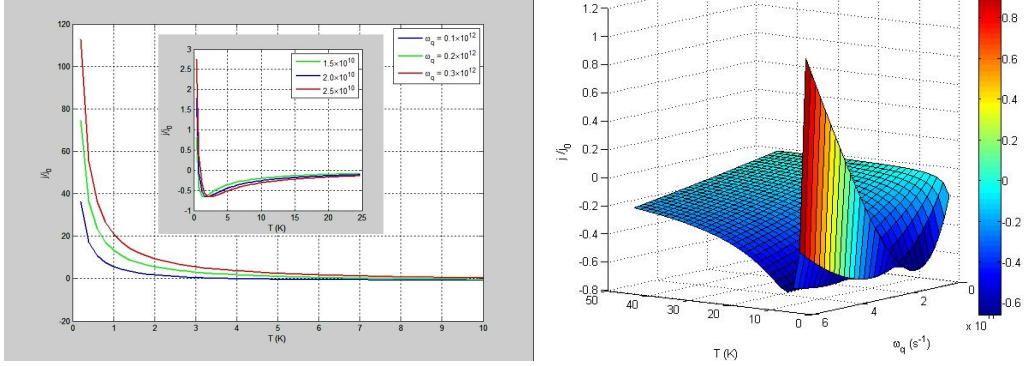 120
100
80
60
40
20
0
-20
j/j₀
0 1 2 3 4 5 6 7 8 9 10
T (K)
ω_q = 0.1×10¹²
ω_q = 0.2×10¹²
ω_q = 0.3×10¹²
3
2.5
2
1.5
1
0.5
0
-0.5
-1
j/j₀
0 5 10 15 20 25
T (K)
1.5×10¹⁰
2.0×10¹⁰
2.5×10¹⁰
1.2
1
0.8
0.6
0.4
0.2
0
-0.2
-0.4
-0.6
-0.8
j /j₀
50 40 30 20 10 0
T (K)
6 4 2 0
ω_q (s⁻¹)
0.8
0.6
0.4
0.2
0
-0.2
-0.4
-0.6